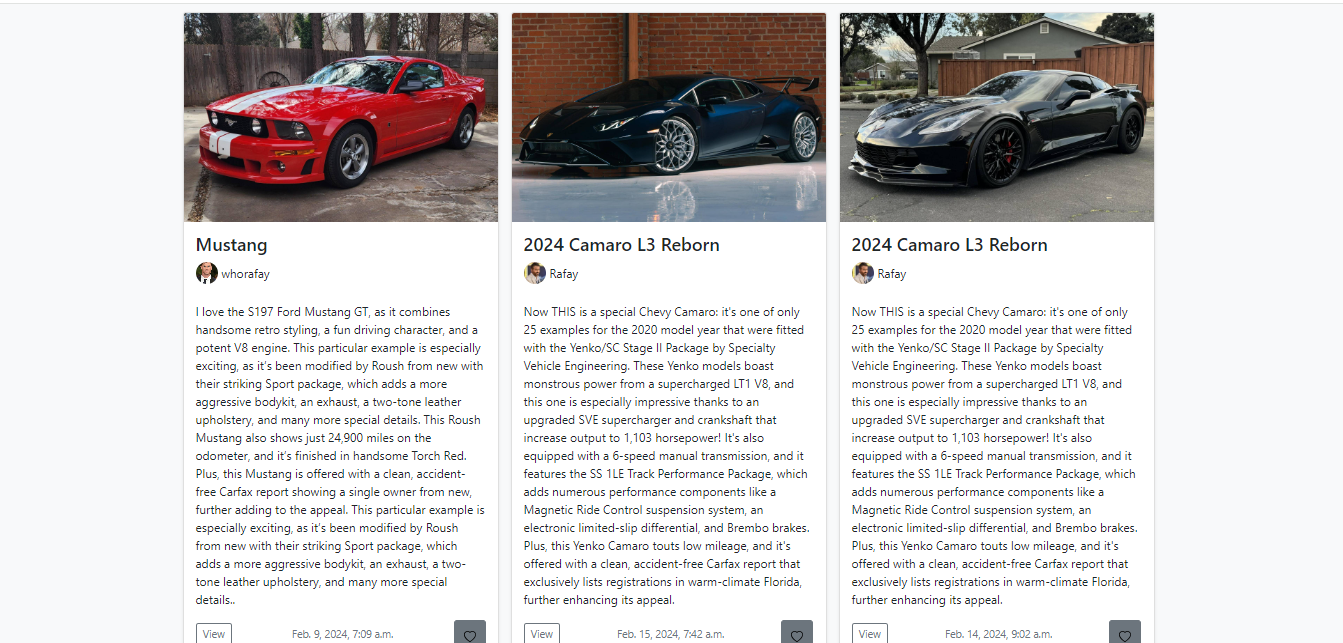 Mustang
whorafay
I love the S197 Ford Mustang GT, as it combines
handsome retro styling, a fun driving character, and a
potent V8 engine. This particular example is especially
exciting, as it's been modified by Roush from new with
their striking Sport package, which adds a more
aggressive bodykit, an exhaust, a two-tone leather
upholstery, and many more special details. This Roush
Mustang also shows just 24,900 miles on the
odometer, and it's finished in handsome Torch Red.
Plus, this Mustang is offered with a clean, accident-
free Carfax report showing a single owner from new,
further adding to the appeal. This particular example is
especially exciting, as it's been modified by Roush
from new with their striking Sport package, which
adds a more aggressive bodykit, an exhaust, a two-
tone leather upholstery, and many more special
details..
View
Feb. 9, 2024, 7:09 a.m.
2024 Camaro L3 Reborn
Rafay
Now THIS is a special Chevy Camaro: it's one of only
25 examples for the 2020 model year that were fitted
with the Yenko/SC Stage II Package by Specialty
Vehicle Engineering. These Yenko models boast
monstrous power from a supercharged LT1 V8, and
this one is especially impressive thanks to an
upgraded SVE supercharger and crankshaft that
increase output to 1,103 horsepower! It's also
equipped with a 6-speed manual transmission, and it
features the SS 1LE Track Performance Package, which
adds numerous performance components like a
Magnetic Ride Control suspension system, an
electronic limited-slip differential, and Brembo brakes.
Plus, this Yenko Camaro touts low mileage, and it's
offered with a clean, accident-free Carfax report that
exclusively lists registrations in warm-climate Florida,
further enhancing its appeal.
View
Feb. 15, 2024, 7:42 a.m.
2024 Camaro L3 Reborn
Rafay
Now THIS is a special Chevy Camaro: it's one of only
25 examples for the 2020 model year that were fitted
with the Yenko/SC Stage II Package by Specialty
Vehicle Engineering. These Yenko models boast
monstrous power from a supercharged LT1 V8, and
this one is especially impressive thanks to an
upgraded SVE supercharger and crankshaft that
increase output to 1,103 horsepower! It's also
equipped with a 6-speed manual transmission, and it
features the SS 1LE Track Performance Package, which
adds numerous performance components like a
Magnetic Ride Control suspension system, an
electronic limited-slip differential, and Brembo brakes.
Plus, this Yenko Camaro touts low mileage, and it's
offered with a clean, accident-free Carfax report that
exclusively lists registrations in warm-climate Florida,
further enhancing its appeal.
View
Feb. 14, 2024, 9:02 a.m.